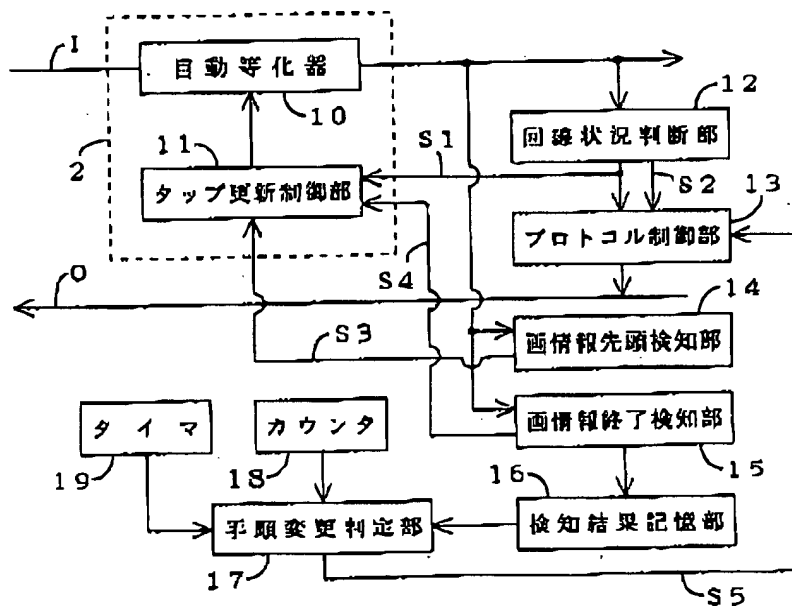 I
自動等化器
10
2
11
タップ更新制御部
S1
12
回線状況判断部
S2
13
プロトコル制御部
S4
O
14
画情報先頭検知部
S3
タイマ
19
カウンタ
18
画情報終了検知部
15
16
手順変更判定部
17
検知結果記憶部
S5